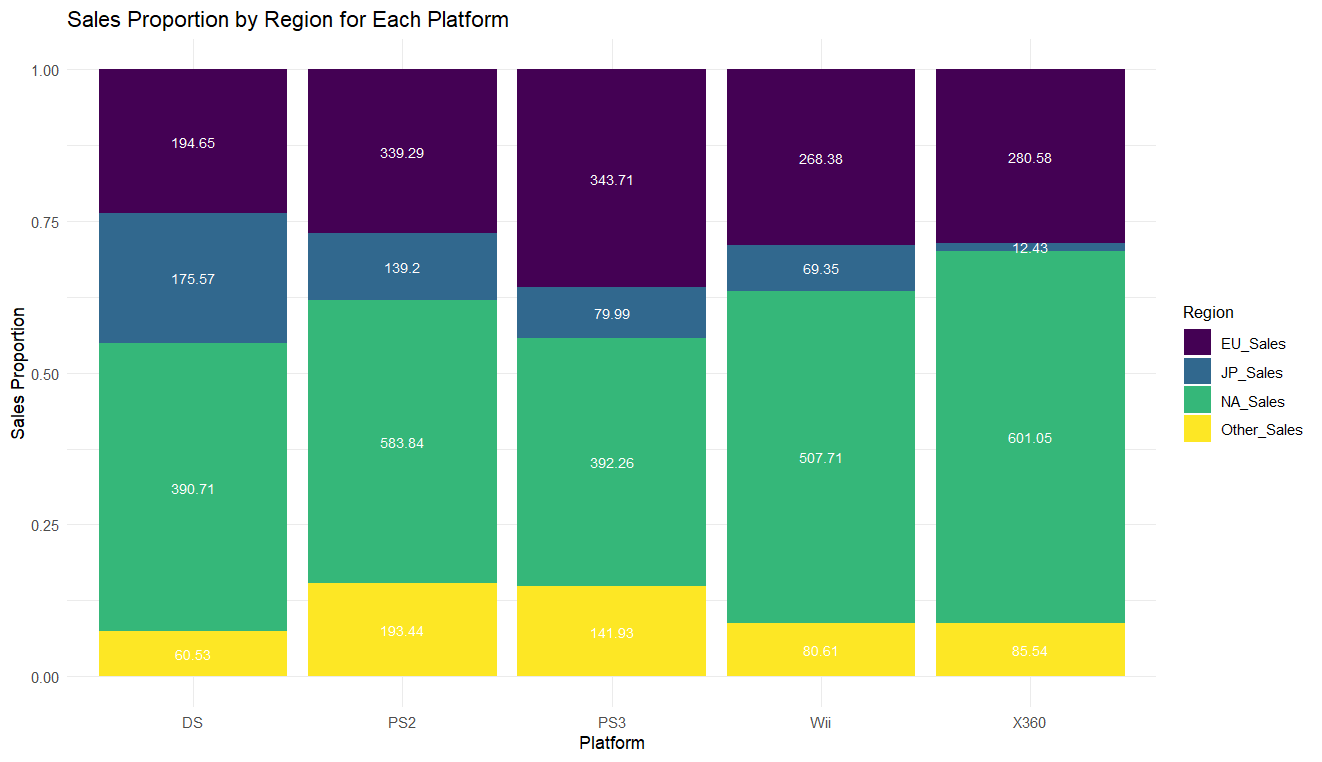 Sales Proportion by Region for Each Platform
Sales Proportion
1.00
0.75
0.50
0.25
0.00
194.65
175.57
390.71
60.53
339.29
139.2
583.84
193.44
343.71
79.99
392.26
141.93
268.38
69.35
507.71
80.61
280.58
12.43
601.05
85.54
DS
PS2
PS3
Wii
X360
Platform
Region
EU_Sales
JP_Sales
NA_Sales
Other_Sales